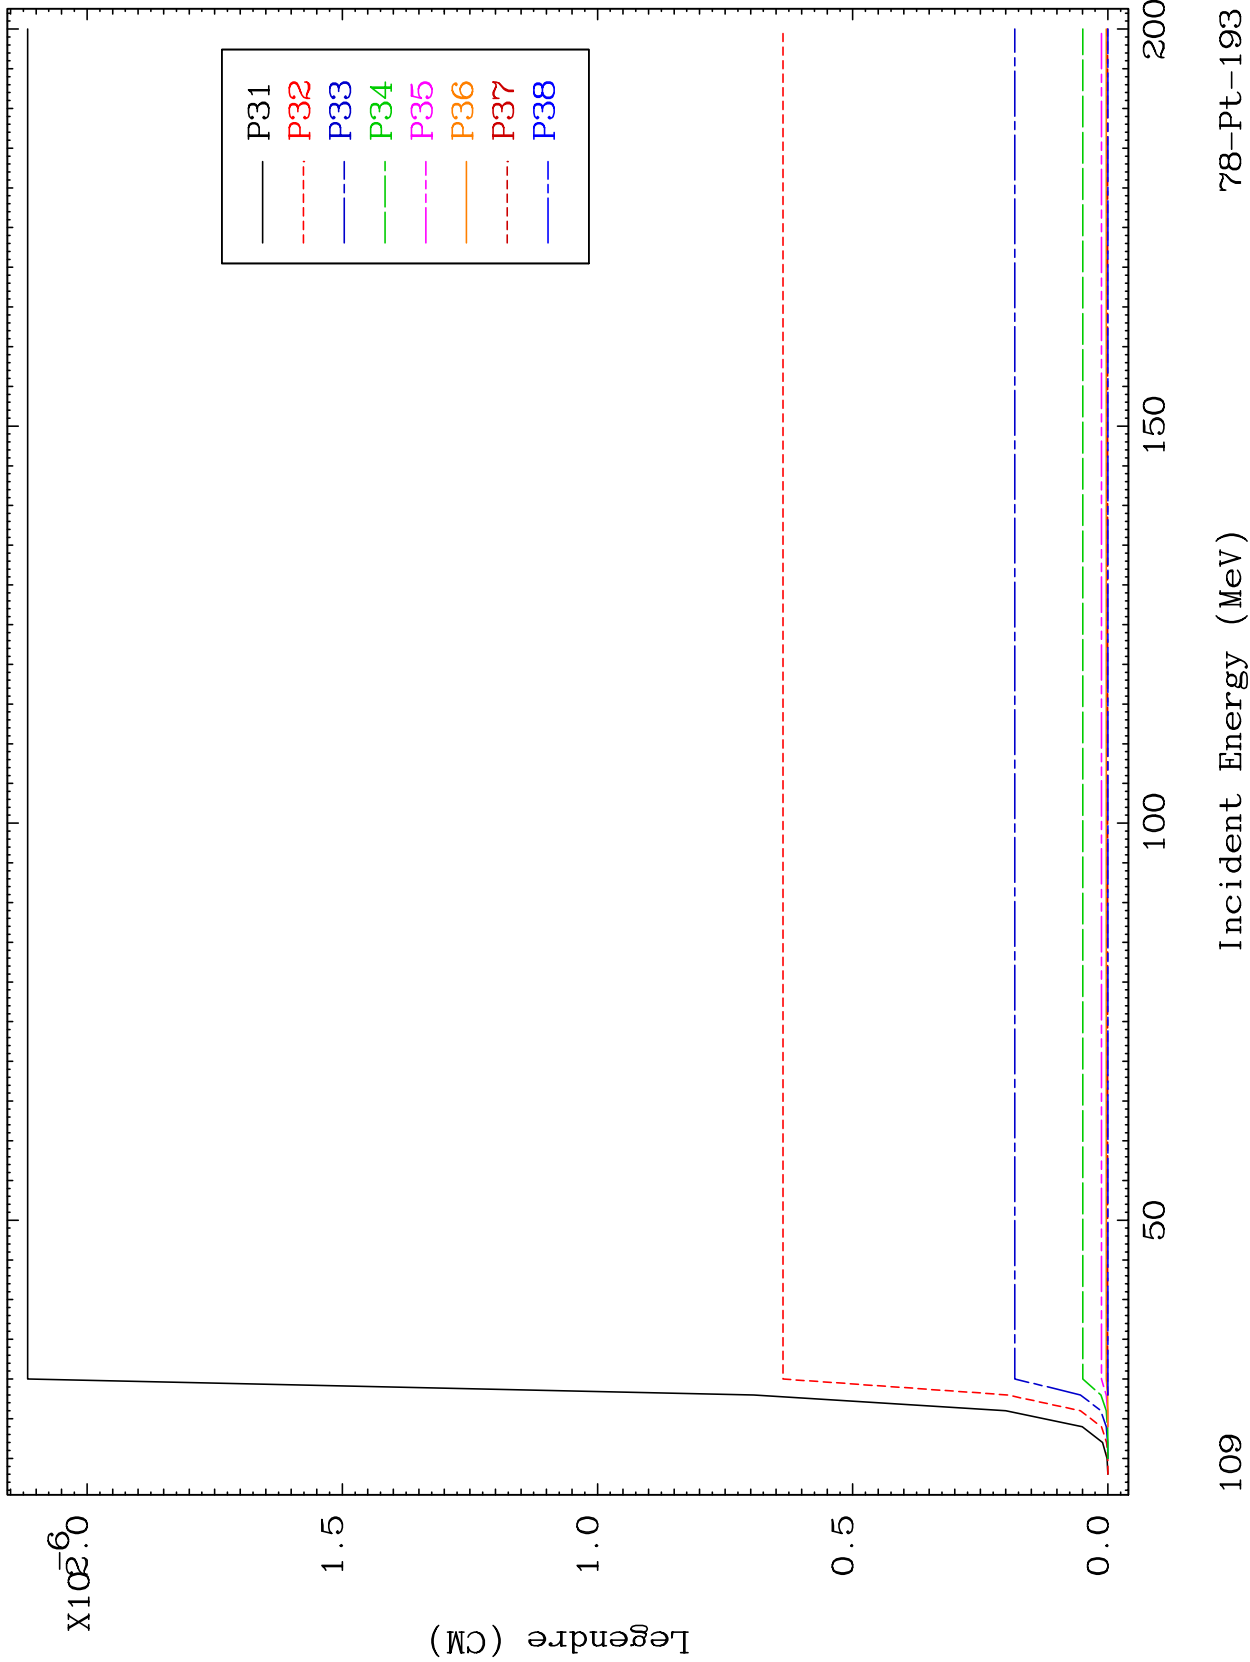 X10-6
2.0
1.5
1.0
0.5
0.0
Legendre (CM)
P31
P32
P33
P34
P35
P36
P37
P38
50
100
150
200
Incident Energy (MeV)
109
78-Pt-193